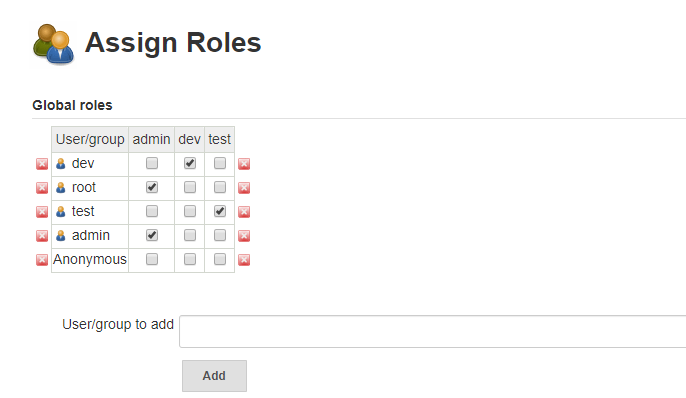 Assign Roles
Global roles
User/group admin dev test
dev
root
test
admin
Anonymous
User/group to add
Add